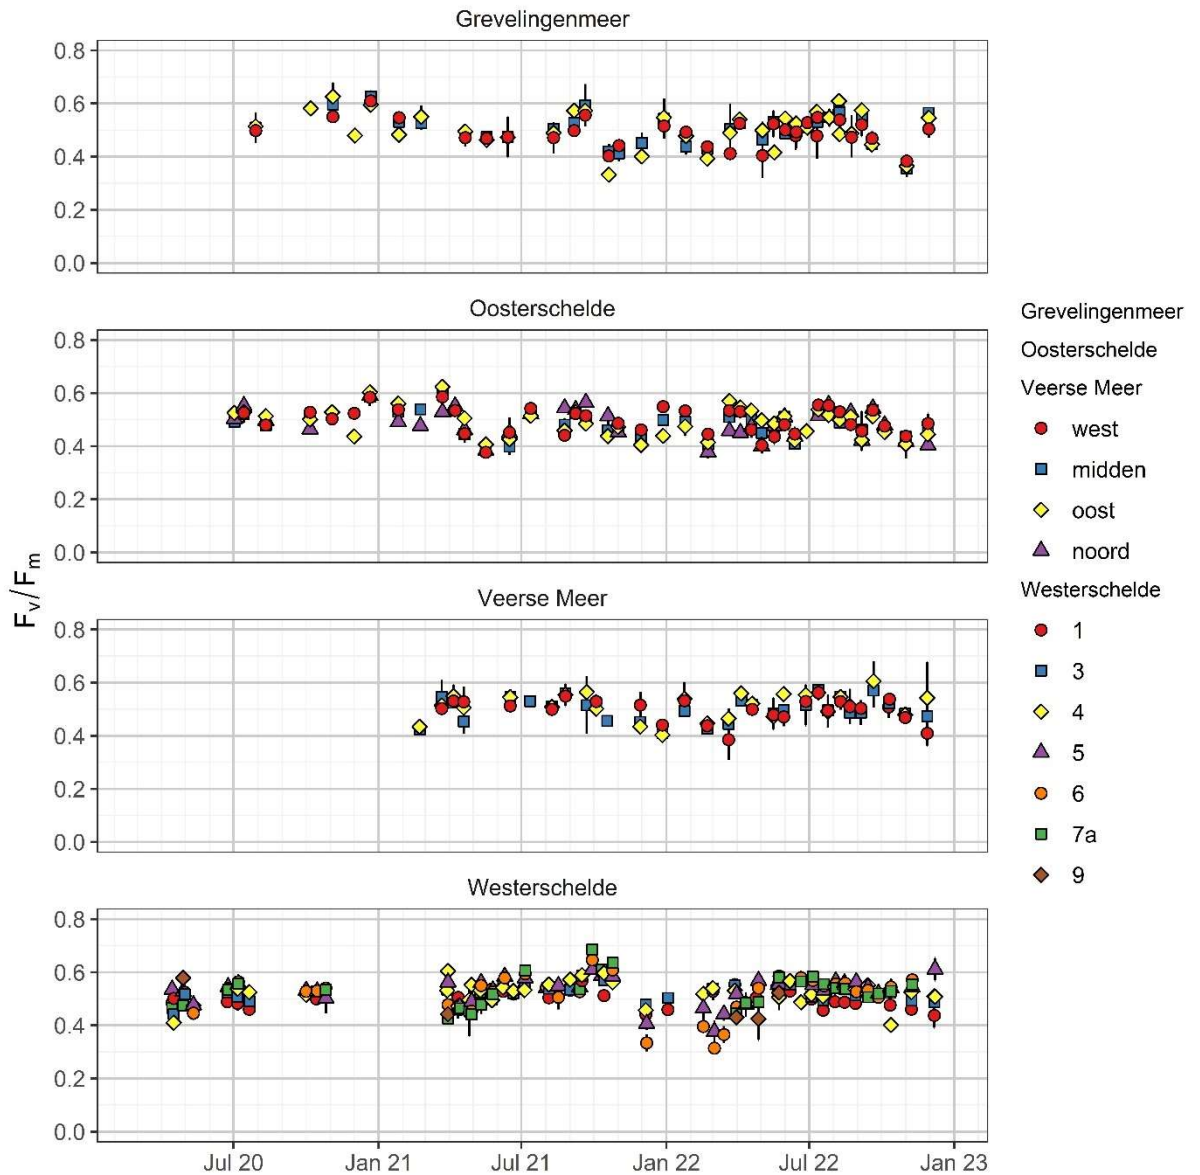 Grevelingenmeer
0.8
0.6
0.4
0.2
0.0
Oosterschelde
0.8
0.6
0.4
0.2
0.0
Veerse Meer
0.8
0.6
0.4
0.2
0.0
Westerschelde
0.8
0.6
0.4
0.2
0.0
Jul 20 Jan 21 Jul 21 Jan 22 Jul 22 Jan 23
Fv/Fm
Grevelingenmeer
Oosterschelde
Veerse Meer
west
midden
oost
noord
Westerschelde
1
3
4
5
6
7a
9